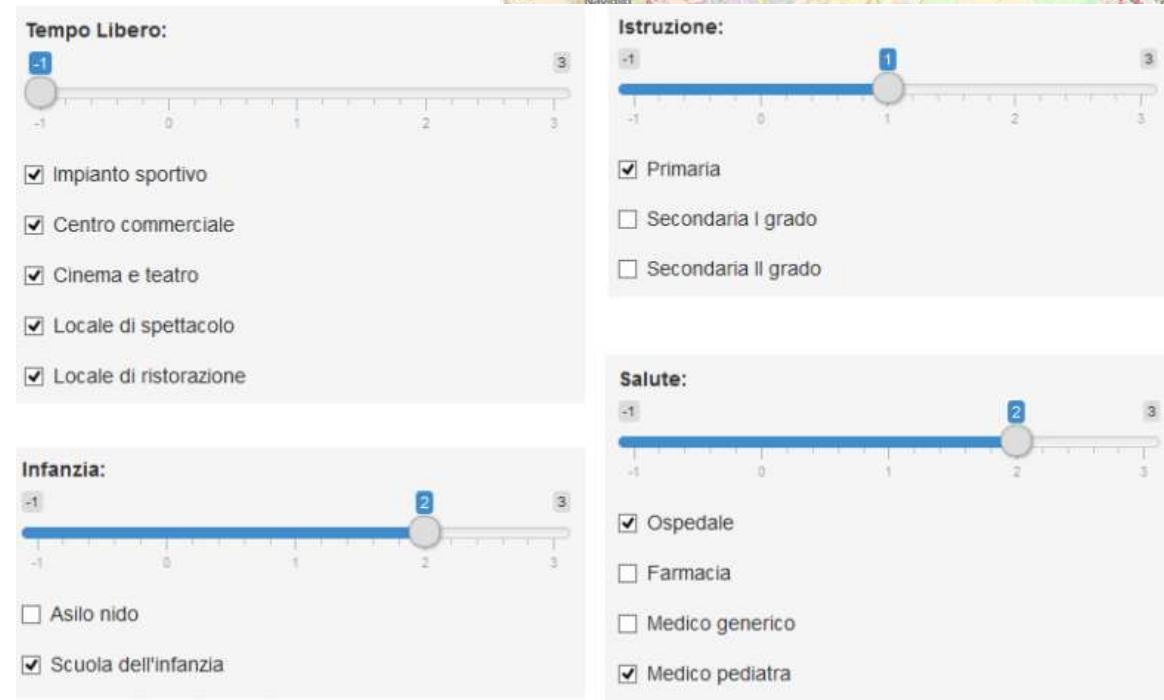 Tempo Libero:
-1 3
-1 0 1 2 3
Impianto sportivo
Centro commerciale
Cinema e teatro
Locale di spettacolo
Locale di ristorazione
Infanzia:
-1 2 3
-1 0 1 2 3
Asilo nido
Scuola dell'infanzia
Istruzione:
-1 1 3
-1 0 1 2 3
Primaria
Secondaria I grado
Secondaria II grado
Salute:
-1 2 3
-1 0 1 2 3
Ospedale
Farmacia
Medico generico
Medico pediatra